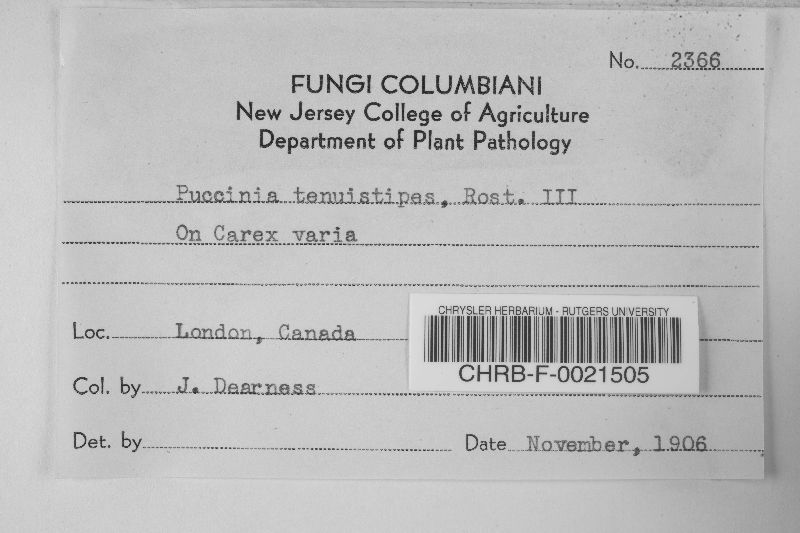 No. 2366
FUNGI COLUMBIANI
New Jersey College of Agriculture
Department of Plant Pathology
Puccinia tenuistipes, Rost. III
On Carex varia
Loc. London, Canada
CHRYSLER HERBARIUM - RUTGERS UNIVERSITY
CHRB-F-0021505
Col. by J. Dearness
Det. by
Date November, 1906